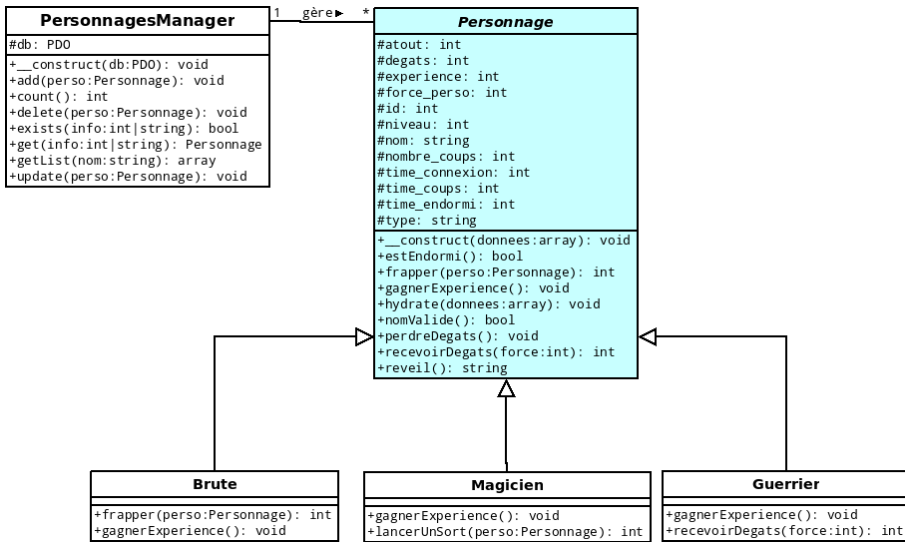 PersonnagesManager
#db: PDO
+__construct(db:PDO): void
+add(perso:Personnage): void
+count(): int
+delete(perso:Personnage): void
+exists(info:int|string): bool
+get(info:int|string): Personnage
+getList(nom:string): array
+update(perso:Personnage): void
1 gère► *
Personnage
#atout: int
#degats: int
#experience: int
#force_perso: int
#id: int
#niveau: int
#nom: string
#nombre_coups: int
#time_connexion: int
#time_coups: int
#time_endormi: int
#type: string
+__construct(donnees:array): void
+estEndormi(): bool
+frapper(perso:Personnage): int
+gagnerExperience(): void
+hydrate(donnees:array): void
+nomValide(): bool
+perdreDegats(): void
+recevoirDegats(force:int): int
+reveil(): string
Brute
+frapper(perso:Personnage): int
+gagnerExperience(): void
Magicien
+gagnerExperience(): void
+lancerUnSort(perso:Personnage): int
Guerrier
+gagnerExperience(): void
+recevoirDegats(force:int): int